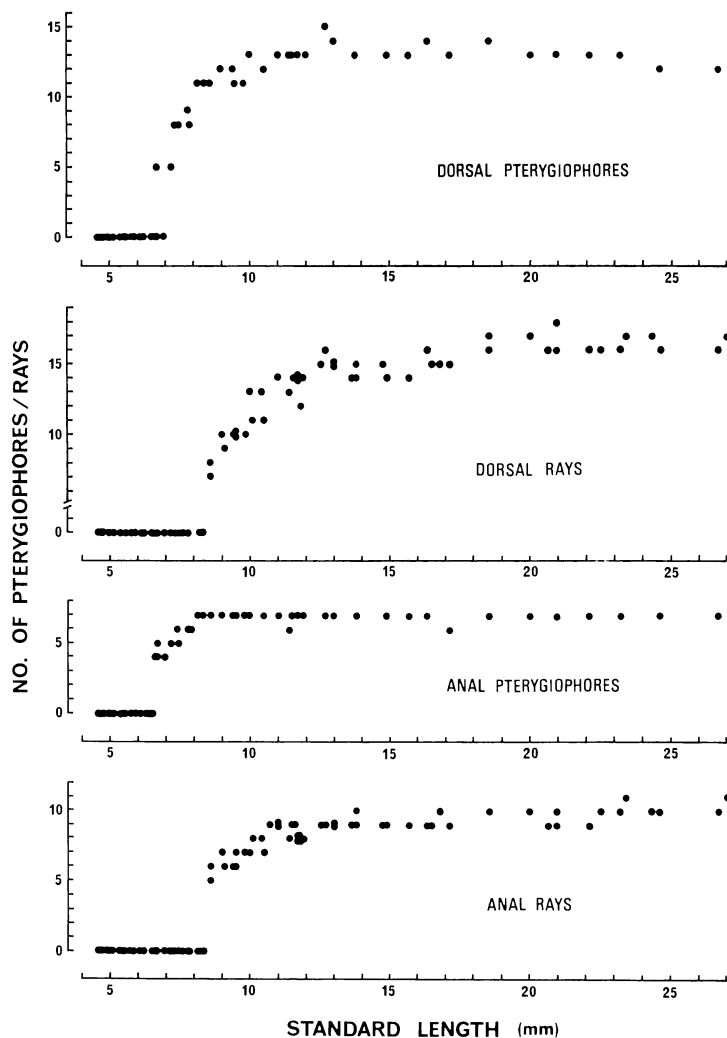 NO. OF PTERYGIOPHORES / RAYS
15
10
5
0
DORSAL PTERYGIOPHORES
5 10 15 20 25
15
10
0
DORSAL RAYS
5 10 15 20 25
5
0
ANAL PTERYGIOPHORES
5 10 15 20 25
10
5
0
ANAL RAYS
5 10 15 20 25
STANDARD LENGTH (mm)